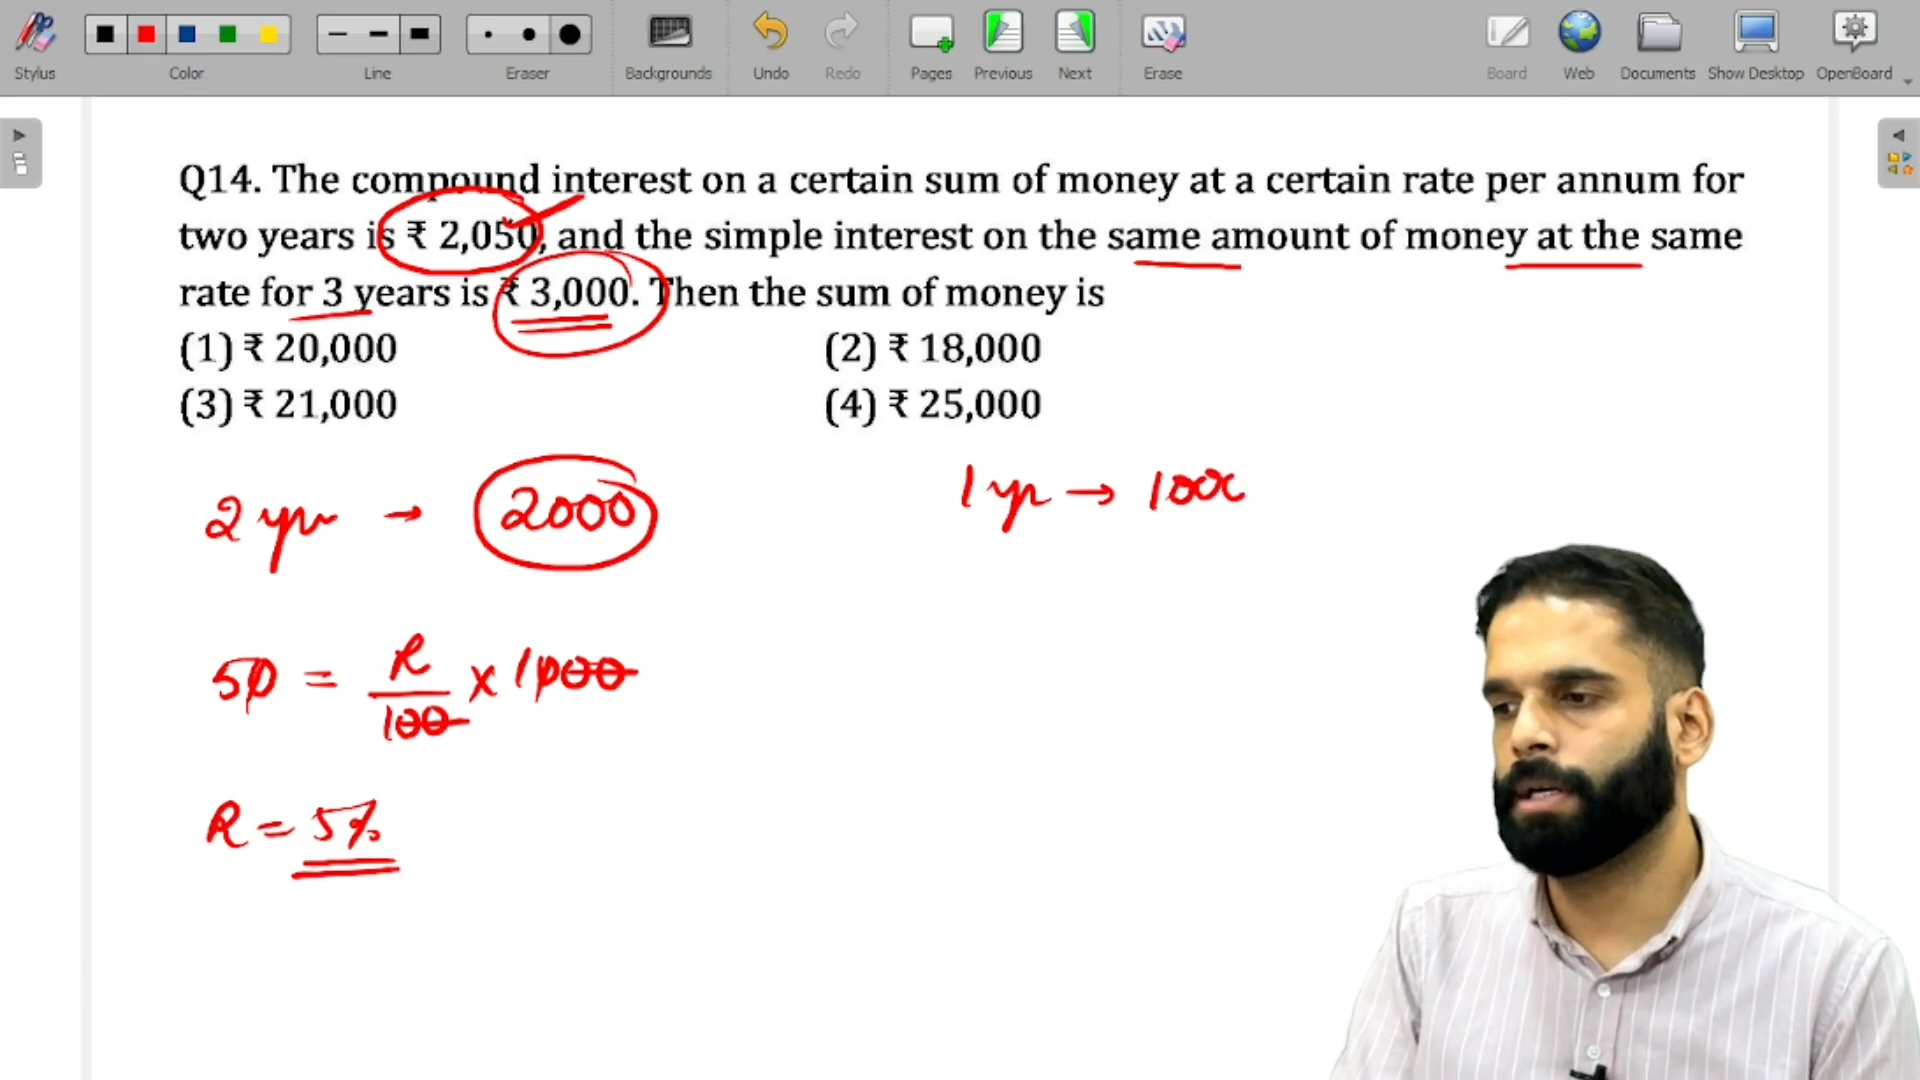 Stylus Color Line Eraser Backgrounds Undo Redo Pages Previous Next Erase Board Web Documents Show Desktop OpenBoard
Q14. The compound interest on a certain sum of money at a certain rate per annum for
two years is ₹ 2,050, and the simple interest on the same amount of money at the same
rate for 3 years is ₹ 3,000. Then the sum of money is
(1) ₹ 20,000 (2) ₹ 18,000
(3) ₹ 21,000 (4) ₹ 25,000
2 yr → 2000 1 yr → 1000
50 = R/100 × 1000
R = 5%